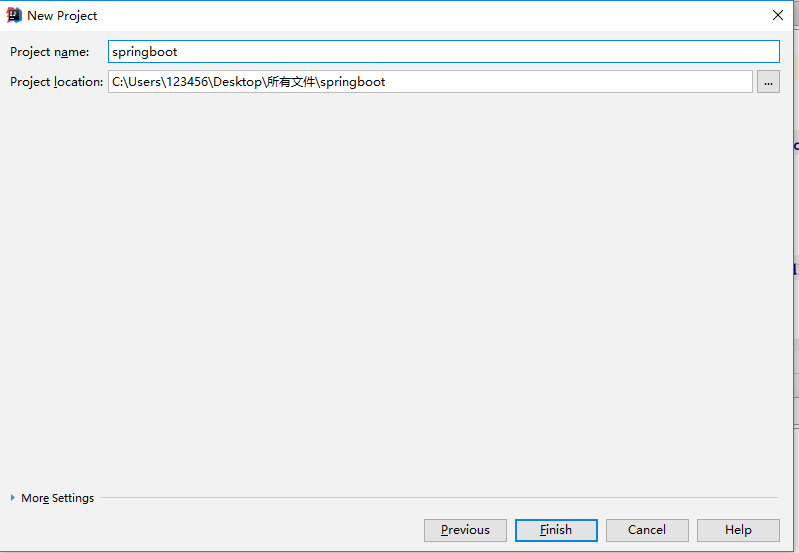 New Project
Project name: springboot
Project location: C:\Users\123456\Desktop\所有文件\springboot ...
More Settings
Previous Finish Cancel Help